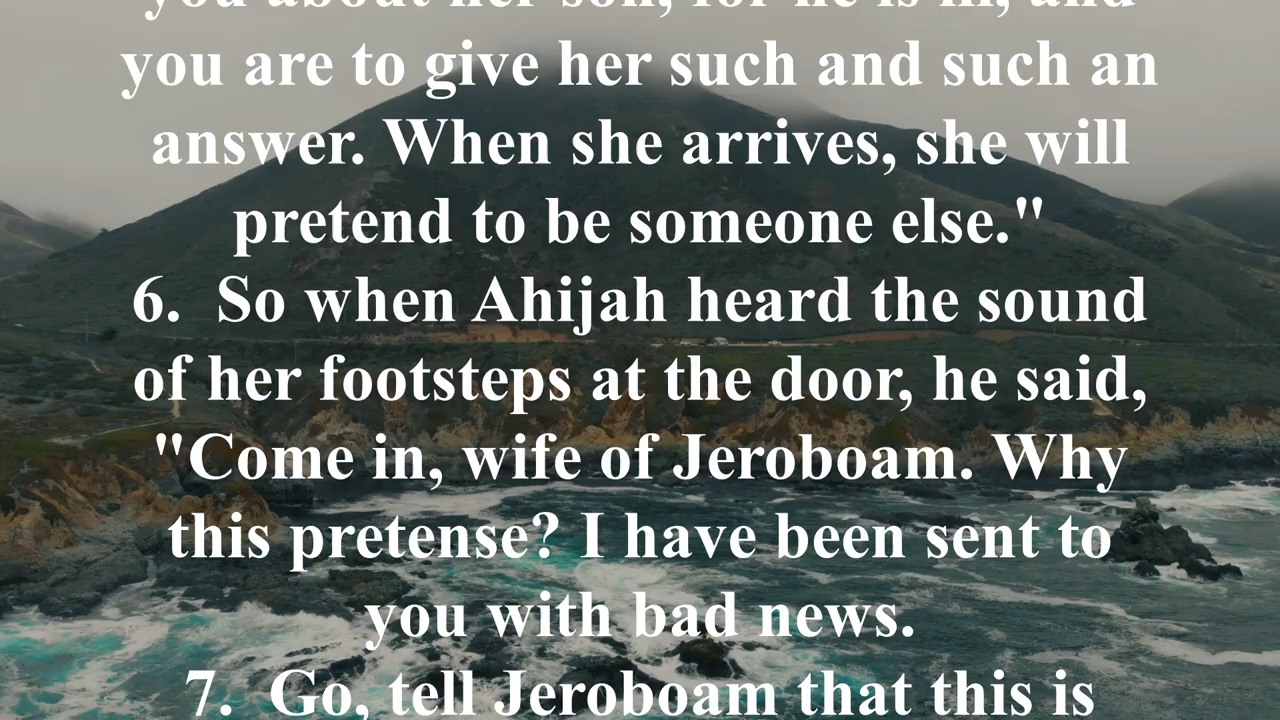 you about her son, for he is ill, and
you are to give her such and such an
answer. When she arrives, she will
pretend to be someone else."
6. So when Ahijah heard the sound
of her footsteps at the door, he said,
"Come in, wife of Jeroboam. Why
this pretense? I have been sent to
you with bad news.
7. Go, tell Jeroboam that this is